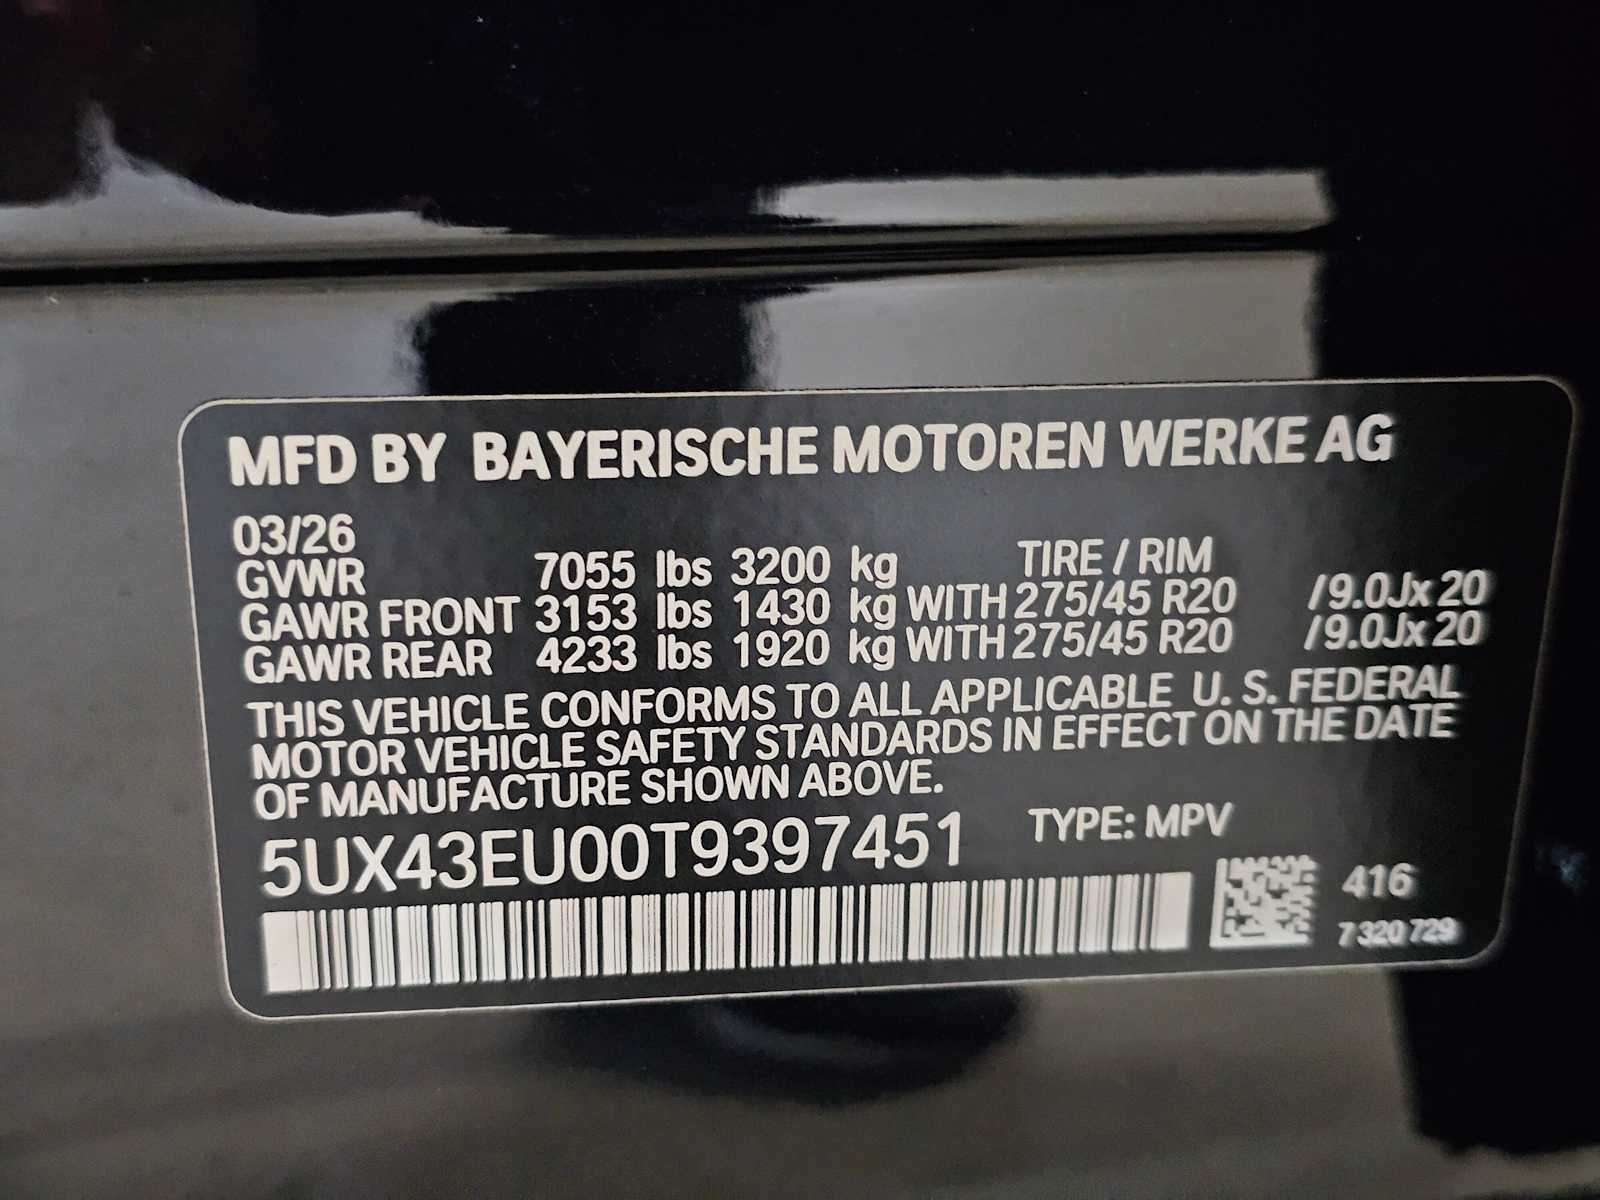 MFD BY BAYERISCHE MOTOREN WERKE AG
03/26
GVWR 7055 lbs 3200 kg TIRE / RIM
GAWR FRONT 3153 lbs 1430 kg WITH 275/45 R20 /9.0Jx20
GAWR REAR 4233 lbs 1920 kg WITH 275/45 R20 /9.0Jx20
THIS VEHICLE CONFORMS TO ALL APPLICABLE U. S. FEDERAL
MOTOR VEHICLE SAFETY STANDARDS IN EFFECT ON THE DATE
OF MANUFACTURE SHOWN ABOVE.
5UX43EU00T9397451 TYPE: MPV
416
7 320 729